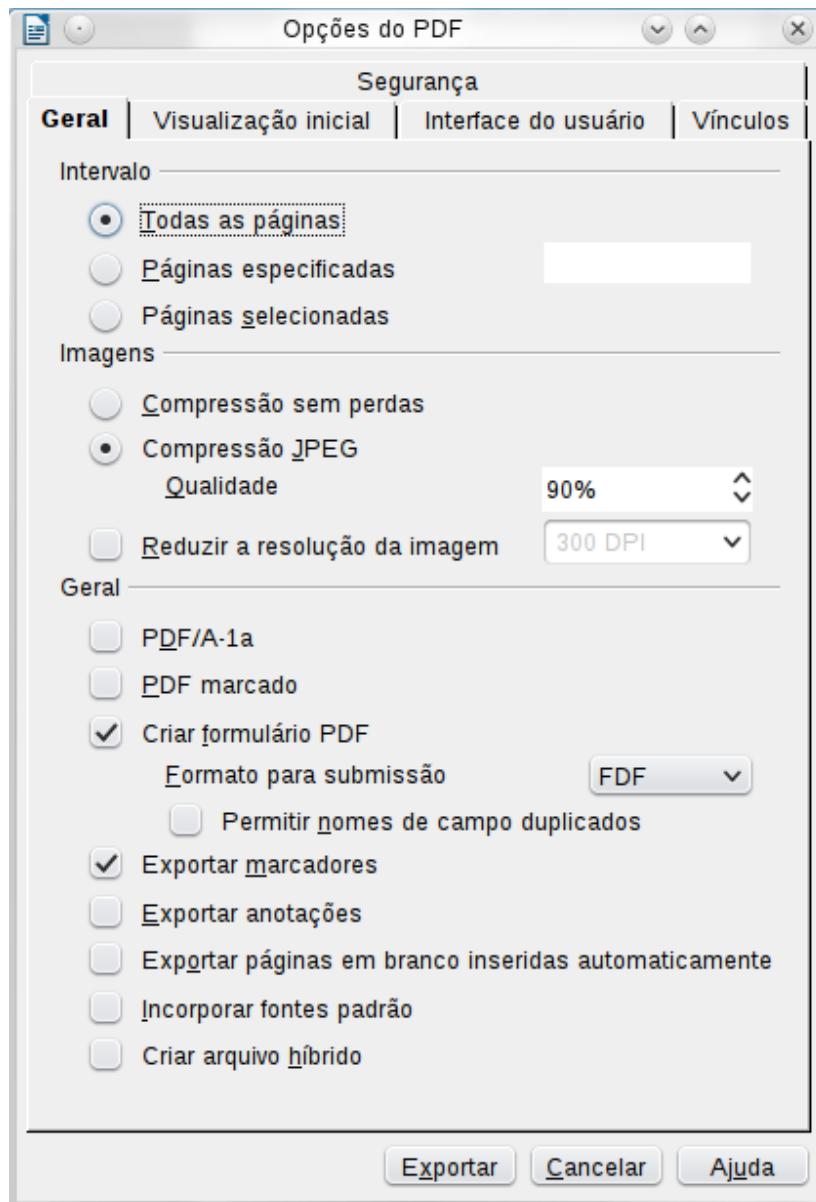 Opções do PDF
Segurança
Geral Visualização inicial Interface do usuário Vínculos
Intervalo
Todas as páginas
Páginas especificadas
Páginas selecionadas
Imagens
Compressão sem perdas
Compressão JPEG
Qualidade 90%
Reduzir a resolução da imagem 300 DPI
Geral
PDF/A-1a
PDF marcado
Criar formulário PDF
Formato para submissão FDF
Permitir nomes de campo duplicados
Exportar marcadores
Exportar anotações
Exportar páginas em branco inseridas automaticamente
Incorporar fontes padrão
Criar arquivo híbrido
Exportar Cancelar Ajuda